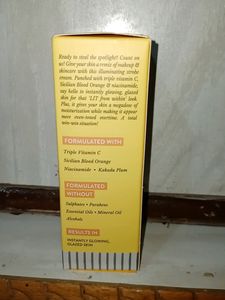 Ready to steal the spotlight? Count on
us! Give your skin a remix of makeup &
skincare with this illuminating strobe
cream. Punched with triple vitamin C,
Sicilian Blood Orange & niacinamide,
say hello to instantly glowing, glazed
skin for that 'LIT from within' look.
Plus, it gives your skin a megadose of
moisturization while making it appear
more even-toned overtime. A total
win-win situation!
FORMULATED WITH
Triple Vitamin C
Sicilian Blood Orange
Niacinamide • Kakadu Plum
FORMULATED
WITHOUT
Sulphates • Parabens
Essential Oils • Mineral Oil
Alcohols
RESULTS IN
INSTANTLY GLOWING,
GLAZED SKIN